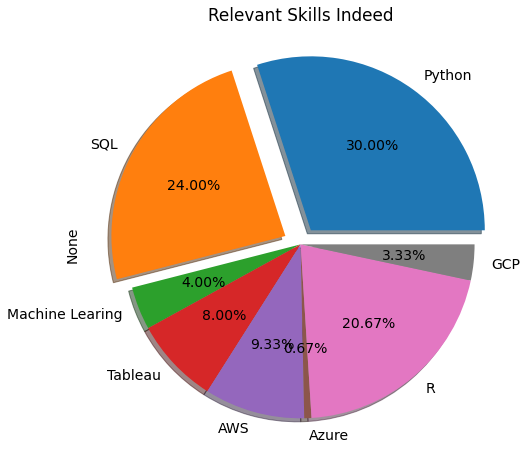 Relevant Skills Indeed
Python
30.00%
SQL
24.00%
None
Machine Learing
4.00%
Tableau
8.00%
AWS
9.33%
Azure
0.67%
R
20.67%
GCP
3.33%